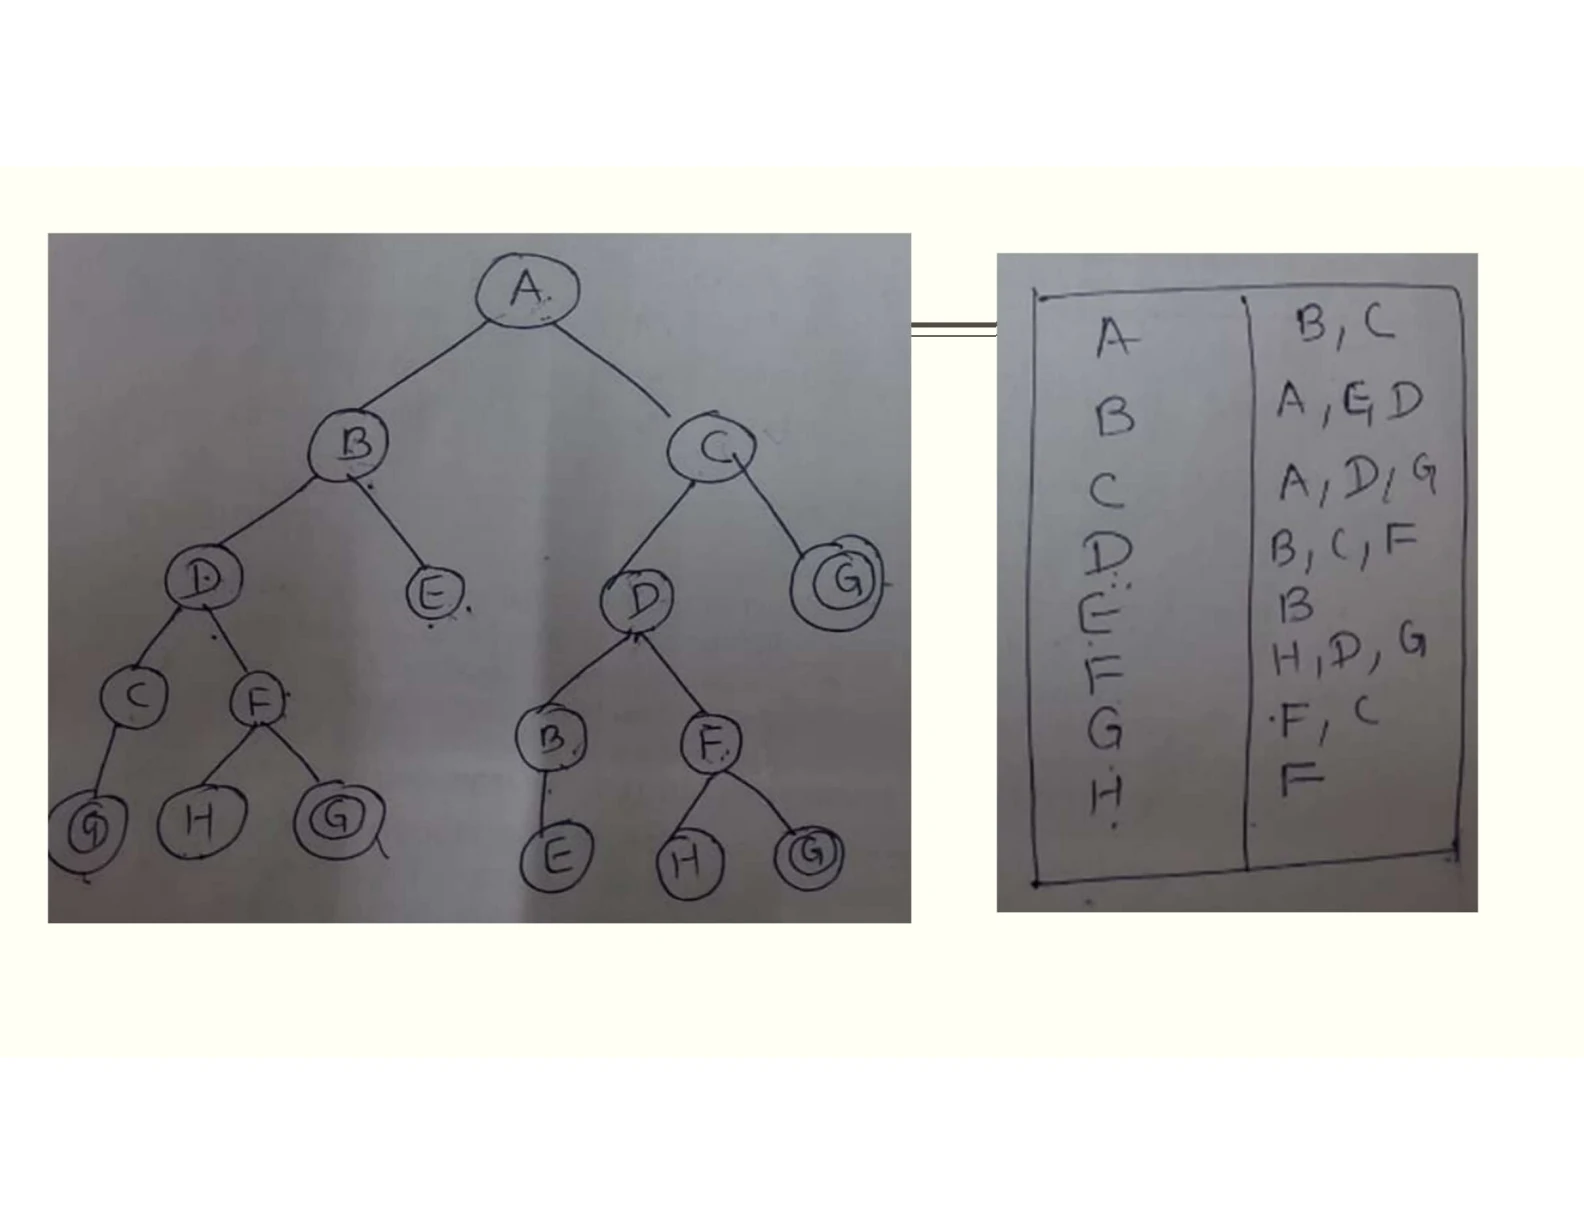 A
B C
D E D G
C F B F
G H G E H G
A B, C
B A, E, D
C A, D, G
D B, C, F
E B
F H, D, G
G F, C
H F